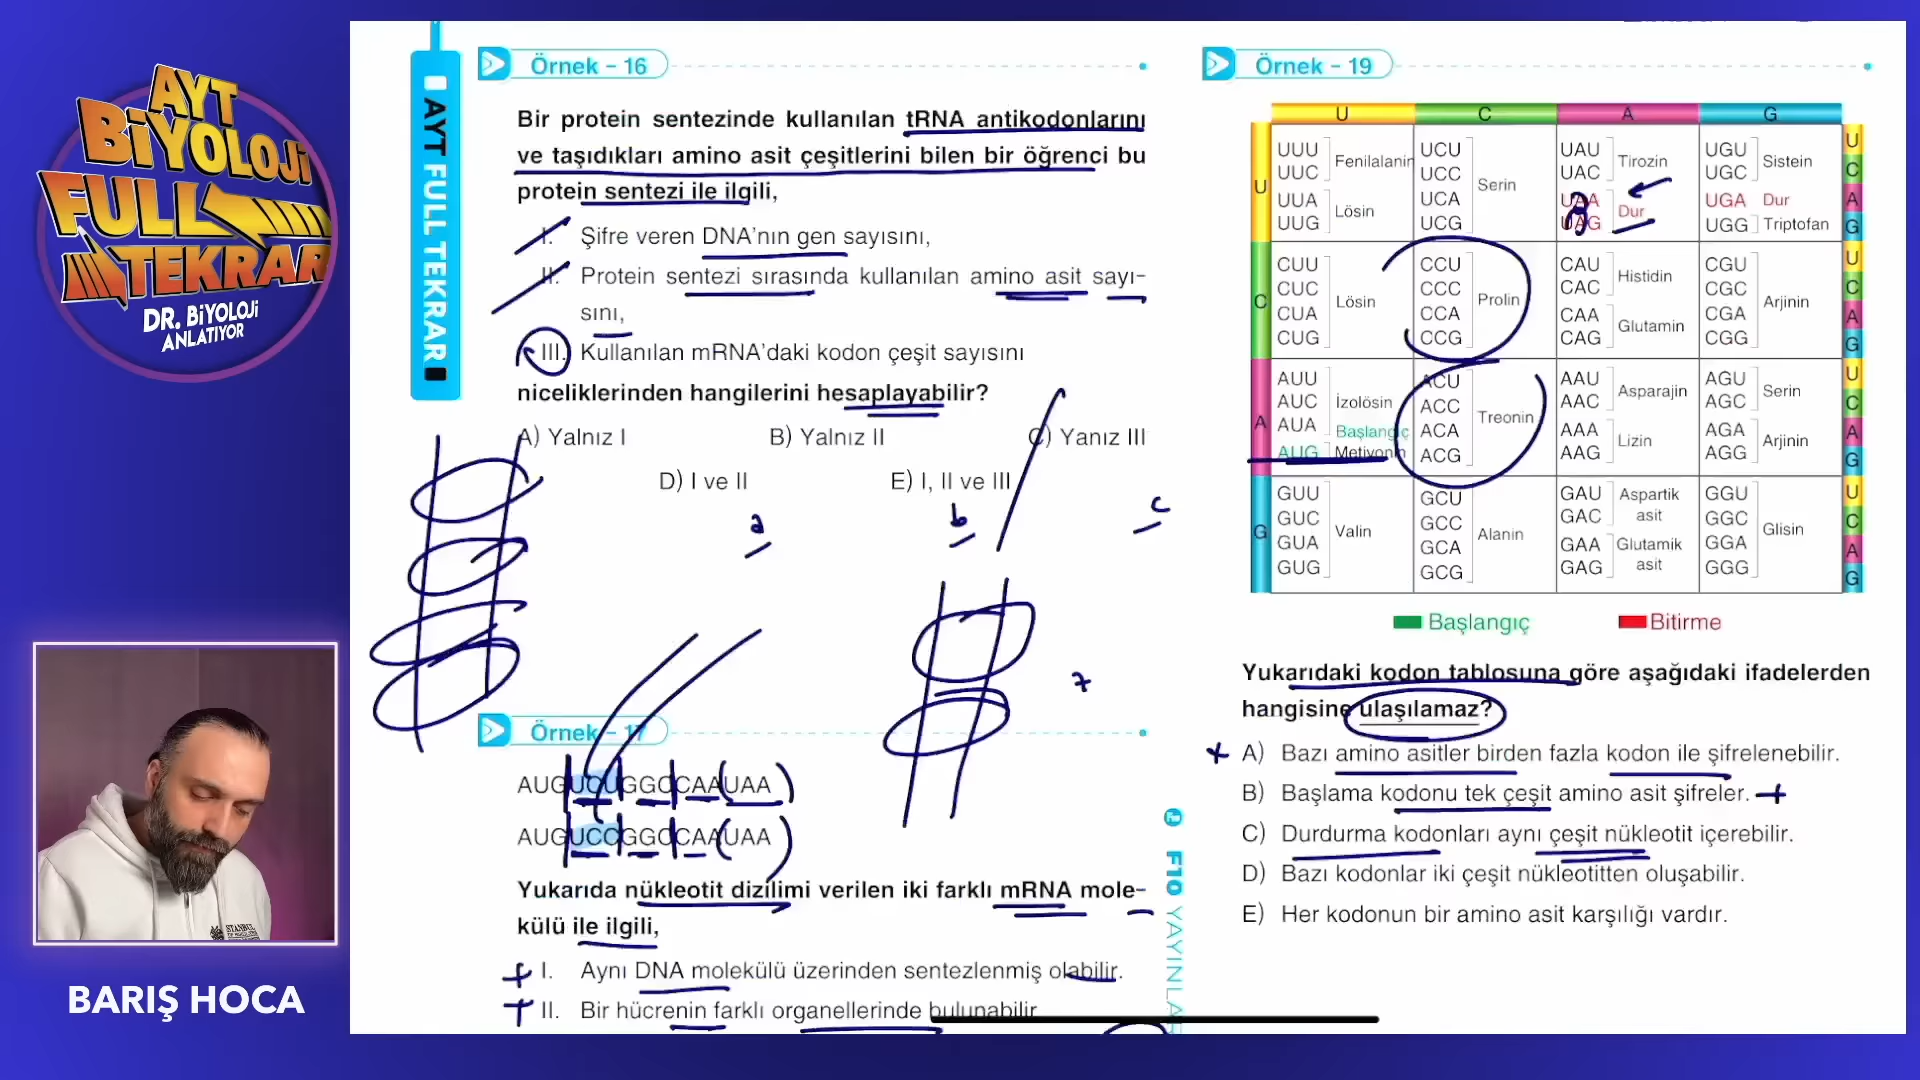 AYT
BİYOLOJİ
FULL
TEKRAR
DR. BİYOLOJİ
ANLATIYOR
BARIŞ HOCA
AYT FULL TEKRAR
Örnek - 16
Bir protein sentezinde kullanılan tRNA antikodonlarını
ve taşıdıkları amino asit çeşitlerini bilen bir öğrenci bu
protein sentezi ile ilgili,
I. Şifre veren DNA'nın gen sayısını,
II. Protein sentezi sırasında kullanılan amino asit sayı-
sını,
III. Kullanılan mRNA'daki kodon çeşit sayısını
niceliklerinden hangilerini hesaplayabilir?
A) Yalnız I B) Yalnız II C) Yanız III
D) I ve II E) I, II ve III
a b c
7
Örnek - 17
AUGUCUGGCCAAUAA
AUGUCCGGCCAAUAA
Yukarıda nükleotit dizilimi verilen iki farklı mRNA mole-
külü ile ilgili,
+ I. Aynı DNA molekülü üzerinden sentezlenmiş olabilir.
+ II. Bir hücrenin farklı organellerinde bulunabilir
F10 YAYINLAR
Örnek - 19
U C A G
U
UUU UUC Fenilalanin
UUA UUG Lösin
UCU UCC UCA UCG Serin
UAU UAC Tirozin
UAA UAG Dur
UGU UGC Sistein
UGA Dur
UGG Triptofan
U C A G
C
CUU CUC CUA CUG Lösin
CCU CCC CCA CCG Prolin
CAU CAC Histidin
CAA CAG Glutamin
CGU CGC CGA CGG Arjinin
U C A G
A
AUU AUC AUA İzolösin
AUG Başlangıç Metiyonin
ACU ACC ACA ACG Treonin
AAU AAC Asparajin
AAA AAG Lizin
AGU AGC Serin
AGA AGG Arjinin
U C A G
G
GUU GUC GUA GUG Valin
GCU GCC GCA GCG Alanin
GAU GAC Aspartik asit
GAA GAG Glutamik asit
GGU GGC GGA GGG Glisin
U C A G
Başlangıç Bitirme
Yukarıdaki kodon tablosuna göre aşağıdaki ifadelerden
hangisine ulaşılamaz?
+ A) Bazı amino asitler birden fazla kodon ile şifrelenebilir.
B) Başlama kodonu tek çeşit amino asit şifreler. +
C) Durdurma kodonları aynı çeşit nükleotit içerebilir.
D) Bazı kodonlar iki çeşit nükleotitten oluşabilir.
E) Her kodonun bir amino asit karşılığı vardır.